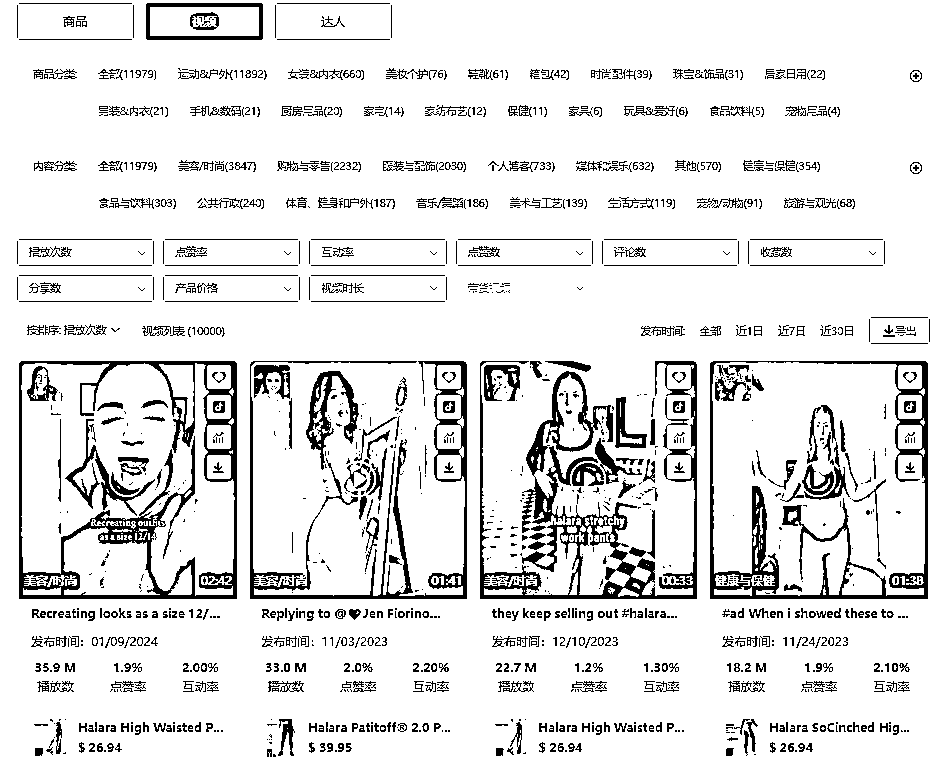 商品 视频 达人
商品分类: 全部(11979) 运动&户外(11892) 女装&内衣(660) 美妆个护(76) 鞋靴(61) 箱包(42) 时尚配件(39) 珠宝&饰品(31) 居家日用(22)
男装&内衣(21) 手机&数码(21) 厨房用品(20) 家电(14) 家纺布艺(12) 保健(11) 家具(6) 玩具&爱好(6) 食品饮料(5) 宠物用品(4)
内容分类: 全部(11979) 美容/时尚(3847) 购物与零售(2232) 服装与配饰(2080) 个人博客(733) 媒体和娱乐(632) 其他(570) 健康与保健(354)
食品与饮料(303) 公共行政(240) 体育、健身和户外(187) 音乐/舞蹈(186) 美术与工艺(139) 生活方式(119) 宠物/动物(91) 旅游与观光(68)
播放次数 点赞率 互动率 点赞数 评论数 收藏数
分享数 产品价格 视频时长 带货视频
按排序: 播放次数 视频列表 (10000) 发布时间: 全部 近1日 近7日 近30日 导出
Recreating outfits
as a size 12/14
halara stretchy
work pants
美容/时尚 02:42 美容/时尚 01:41 美容/时尚 00:33 健康与保健 01:38
Recreating looks as a size 12/... Replying to @❤Jen Fiorino... they keep selling out #halara... #ad When i showed these to ...
发布时间: 01/09/2024 发布时间: 11/03/2023 发布时间: 12/10/2023 发布时间: 11/24/2023
35.9 M 1.9% 2.00% 33.0 M 2.0% 2.20% 22.7 M 1.2% 1.30% 18.2 M 1.9% 2.10%
播放数 点赞率 互动率 播放数 点赞率 互动率 播放数 点赞率 互动率 播放数 点赞率 互动率
Halara High Waisted P... Halara Patitoff® 2.0 P... Halara High Waisted P... Halara SoCinched Hig...
$ 26.94 $ 39.95 $ 26.94 $ 26.94